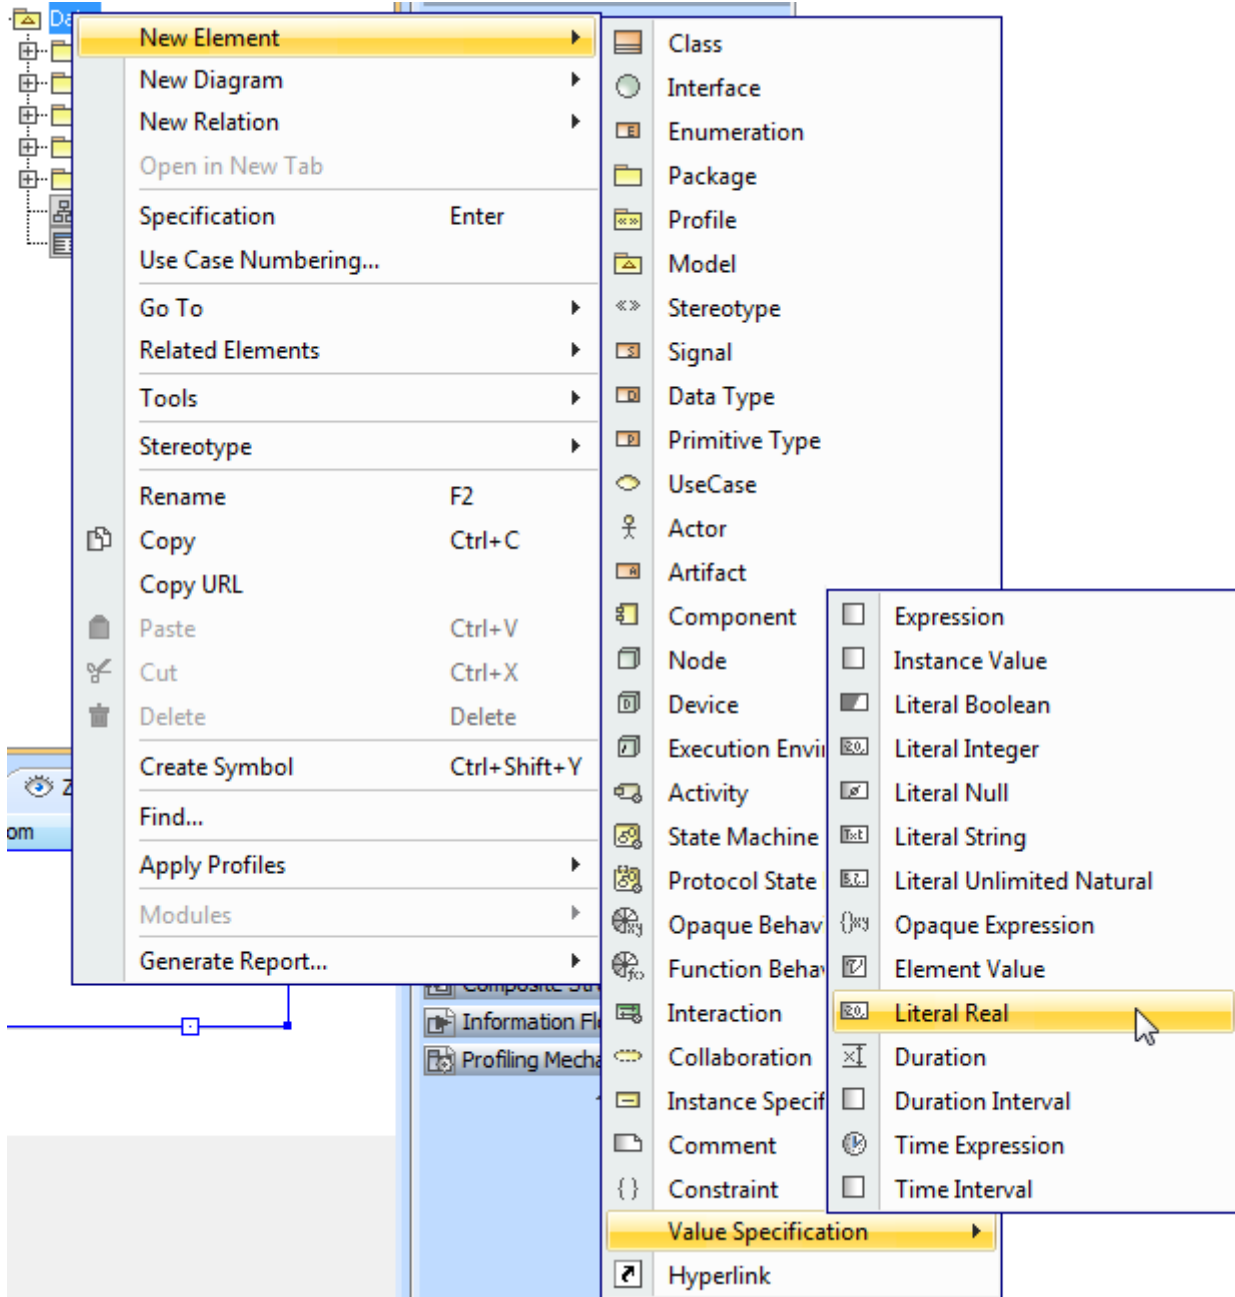 Da
New Element
New Diagram
New Relation
Open in New Tab
Specification Enter
Use Case Numbering...
Go To
Related Elements
Tools
Stereotype
Rename F2
Copy Ctrl+C
Copy URL
Paste Ctrl+V
Cut Ctrl+X
Delete Delete
Create Symbol Ctrl+Shift+Y
Find...
Apply Profiles
Modules
Generate Report...
Z
om
Information Fl
Profiling Mecha
Class
Interface
Enumeration
Package
Profile
Model
Stereotype
Signal
Data Type
Primitive Type
UseCase
Actor
Artifact
Component
Node
Device
Execution Envi
Activity
State Machine
Protocol State
Opaque Behav
Function Beha
Interaction
Collaboration
Instance Specif
Comment
Constraint
Value Specification
Hyperlink
Expression
Instance Value
Literal Boolean
Literal Integer
Literal Null
Literal String
Literal Unlimited Natural
Opaque Expression
Element Value
Literal Real
Duration
Duration Interval
Time Expression
Time Interval